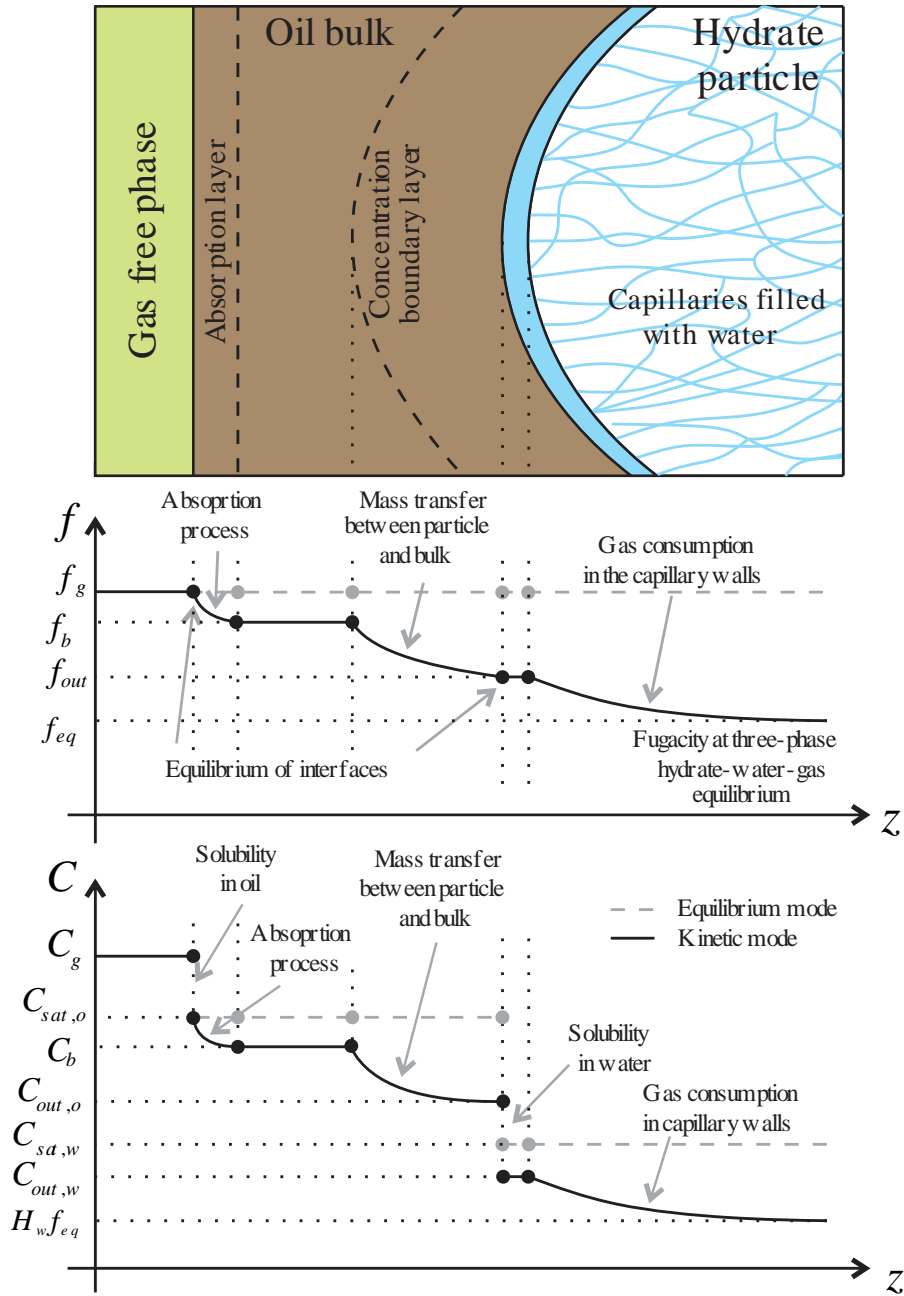 Oil bulk
Hydrate
particle
Gas free phase
Absorption layer
Concentration
boundary layer
Capillaries filled
with water
f
Absoprtion
process
Mass transfer
between particle
and bulk
Gas consumption
in the capillary walls
f_g
f_b
f_out
f_eq
Equilibrium of interfaces
Fugacity at three-phase
hydrate-water-gas
equilibrium
z
C
Solubility
in oil
Mass transfer
between particle
and bulk
Equilibrium mode
Kinetic mode
Absoprtion
process
C_g
C_sat,o
C_b
C_out,o
C_sat,w
C_out,w
H_w f_eq
Solubility
in water
Gas consumption
in capillary walls
z